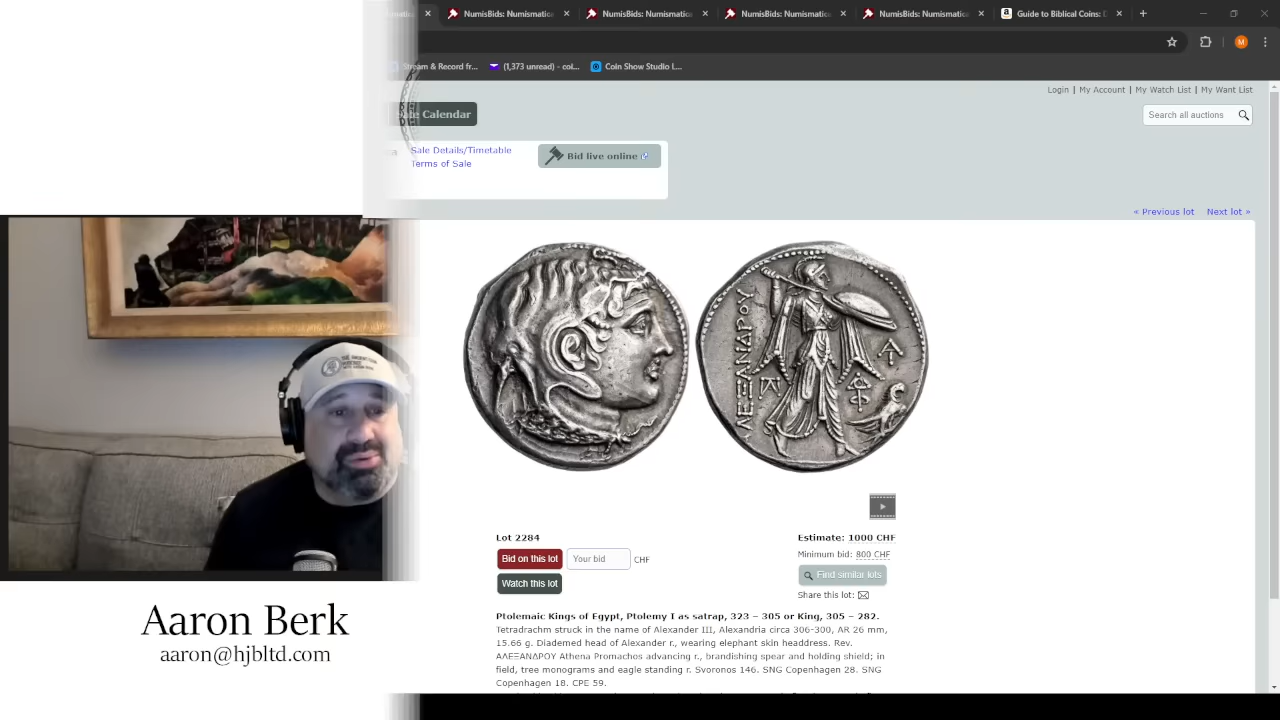 NumisBids: Numismatic
NumisBids: Numismatic
NumisBids: Numismatic
NumisBids: Numismatic
Guide to Biblical Coins: D
Stream & Record fr...
(1,373 unread) - coi...
Coin Show Studio I...
M
Login | My Account | My Watch List | My Want List
Calendar
Search all auctions
Sale Details/Timetable
Terms of Sale
Bid live online
« Previous lot
Next lot »
ΑΛΕΞΑΝΔΡΟΥ
Lot 2284
Estimate: 1000 CHF
Bid on this lot
Your bid
CHF
Minimum bid: 800 CHF
Watch this lot
Find similar lots
Share this lot:
Ptolemaic Kings of Egypt, Ptolemy I as satrap, 323 – 305 or King, 305 – 282.
Tetradrachm struck in the name of Alexander III, Alexandria circa 306-300, AR 26 mm,
15.66 g. Diademed head of Alexander r., wearing elephant skin headdress. Rev.
ΑΛΕΞΑΝΔΡΟΥ Athena Promachos advancing r., brandishing spear and holding shield; in
field, tree monograms and eagle standing r. Svoronos 146. SNG Copenhagen 28. SNG
Copenhagen 18. CPE 59.
Aaron Berk
aaron@hjbltd.com